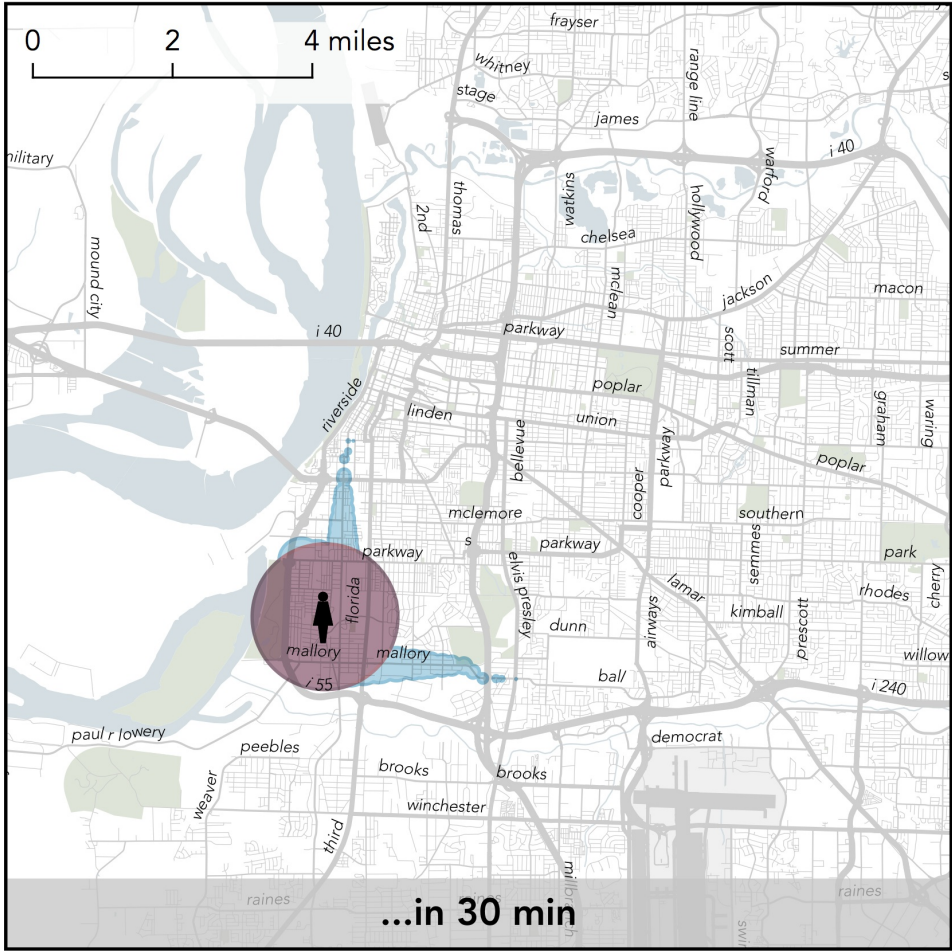 0 2 4 miles
frayser
whitney
range line
stage
james
i 40
military
warford
watkins
thomas
2nd
hollywood
mound city
chelsea
mclean
jackson
macon
i 40
parkway
scott
summer
poplar
tillman
riverside
linden
union
graham
waring
bellevue
parkway
poplar
cooper
mclemore
southern
s
parkway
parkway
semmes
park
elvis presley
florida
lamar
rhodes
cherry
kimball
airways
prescott
dunn
mallory
mallory
willow
ball
i 55
i 240
paul r lowery
democrat
peebles
brooks
brooks
weaver
winchester
third
raines
raines
...in 30 min